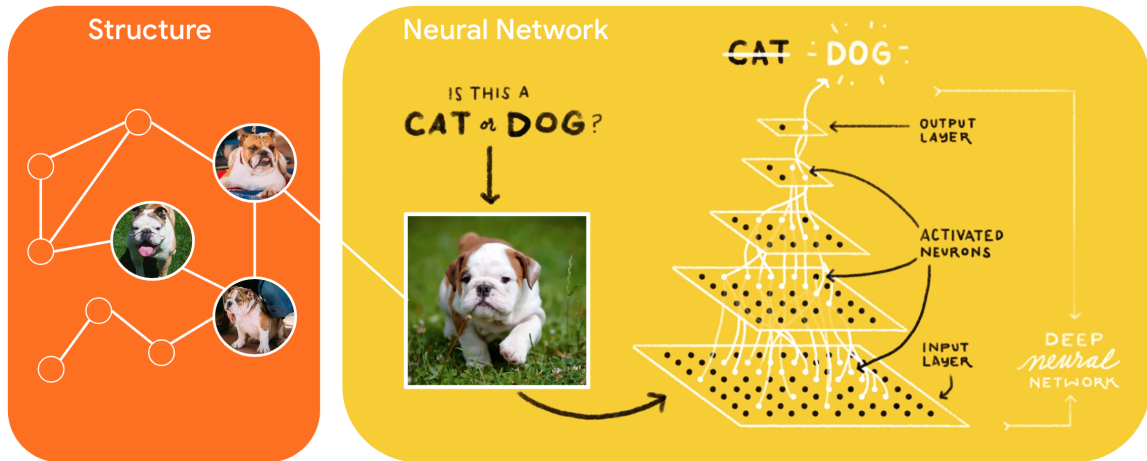 Structure
Neural Network
IS THIS A
CAT or DOG?
CAT DOG
OUTPUT
LAYER
ACTIVATED
NEURONS
INPUT
LAYER
DEEP
neural
NETWORK